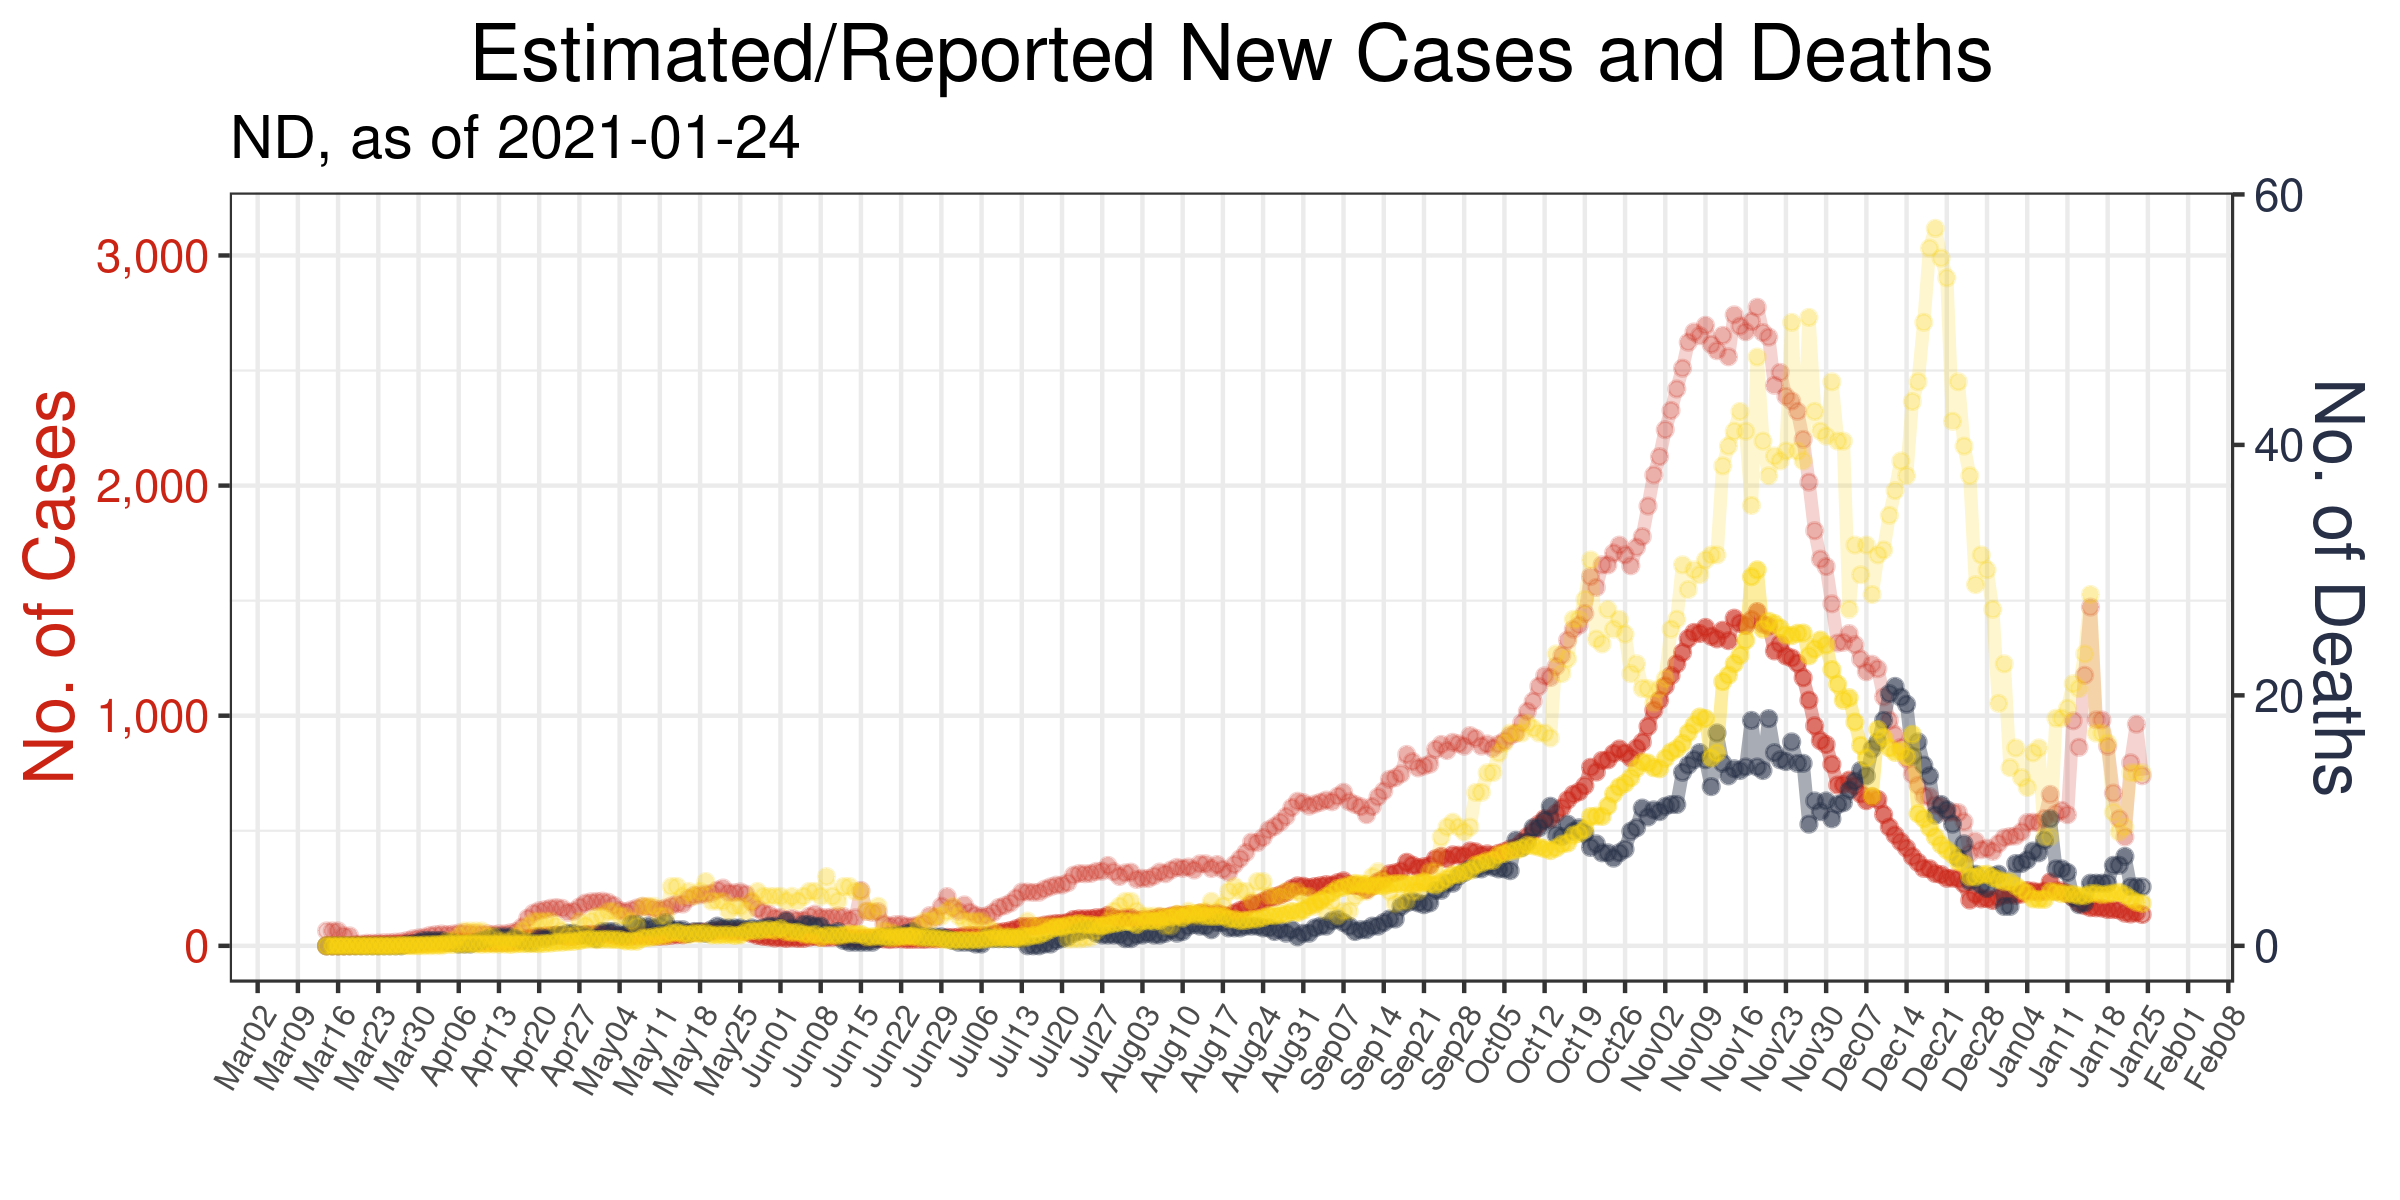 Estimated/Reported New Cases and Deaths
ND, as of 2021-01-24
No. of Cases
3,000
2,000
1,000
0
60
40
20
0
No. of Deaths
Mar02 Mar09 Mar16 Mar23 Mar30 Apr06 Apr13 Apr20 Apr27 May04 May11 May18 May25 Jun01 Jun08 Jun15 Jun22 Jun29 Jul06 Jul13 Jul20 Jul27 Aug03 Aug10 Aug17 Aug24 Aug31 Sep07 Sep14 Sep21 Sep28 Oct05 Oct12 Oct19 Oct26 Nov02 Nov09 Nov16 Nov23 Nov30 Dec07 Dec14 Dec21 Dec28 Jan04 Jan11 Jan18 Jan25 Feb01 Feb08